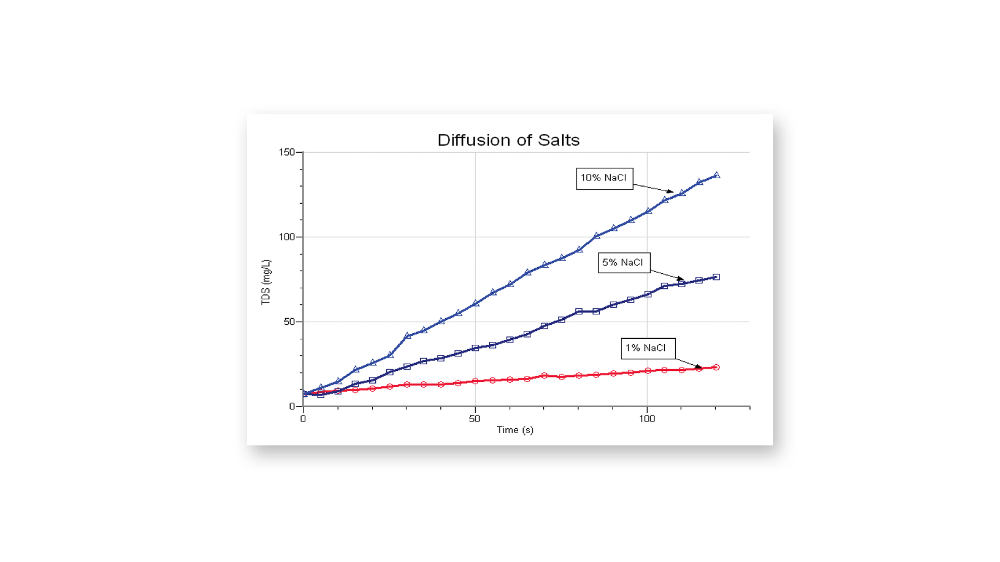 Diffusion of Salts
150
10% NaCl
100
5% NaCl
TDS (mg/L)
50
1% NaCl
0
0 50 100
Time (s)